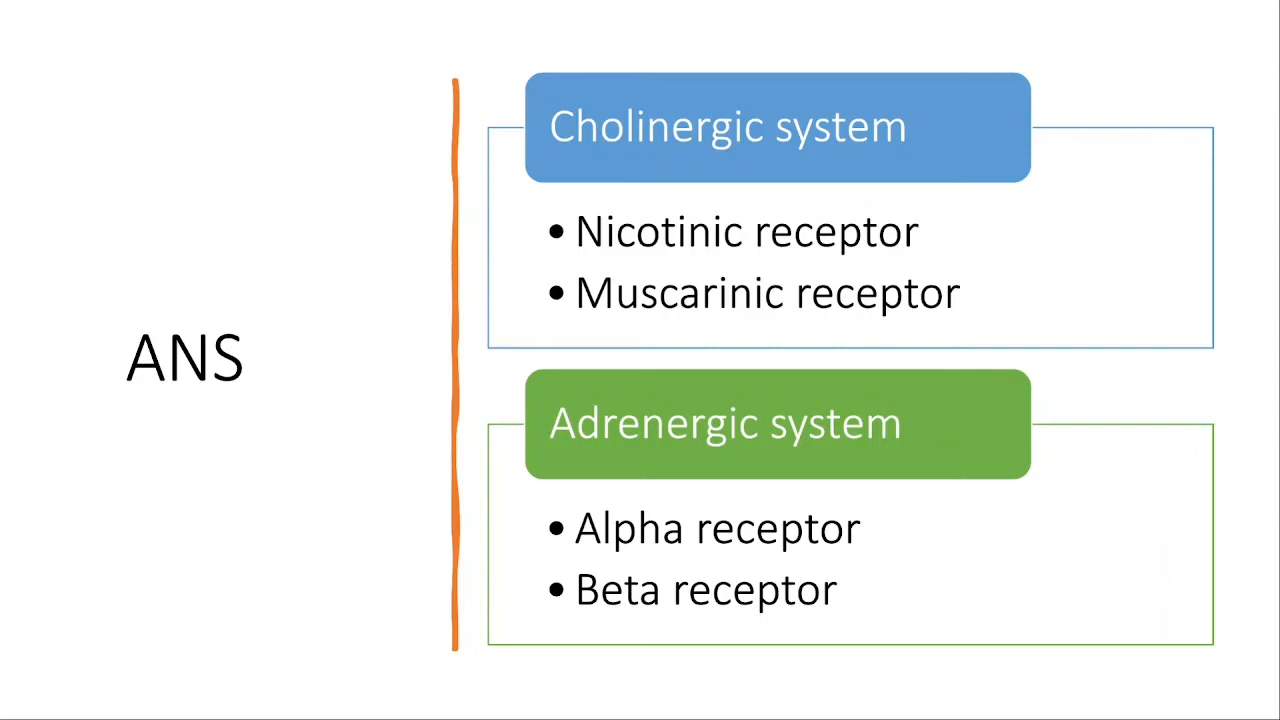 ANS
Cholinergic system
• Nicotinic receptor
• Muscarinic receptor
Adrenergic system
• Alpha receptor
• Beta receptor